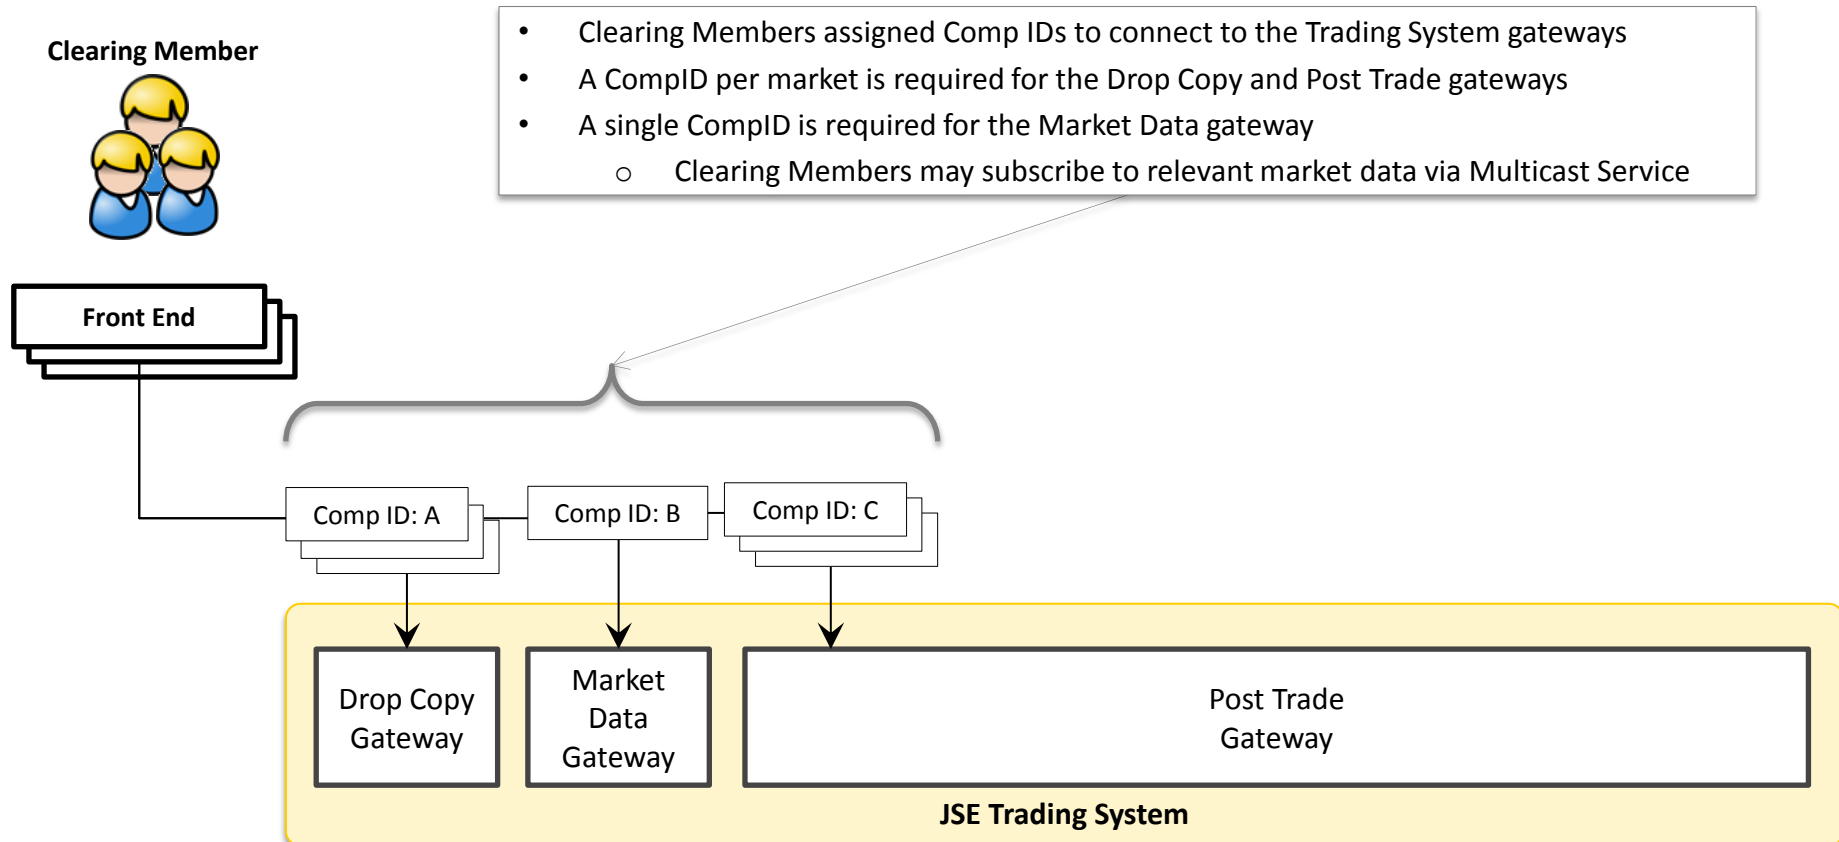 Clearing Member
• Clearing Members assigned Comp IDs to connect to the Trading System gateways
• A CompID per market is required for the Drop Copy and Post Trade gateways
• A single CompID is required for the Market Data gateway
o Clearing Members may subscribe to relevant market data via Multicast Service
Front End
Comp ID: A
Comp ID: B
Comp ID: C
Drop Copy
Gateway
Market
Data
Gateway
Post Trade
Gateway
JSE Trading System